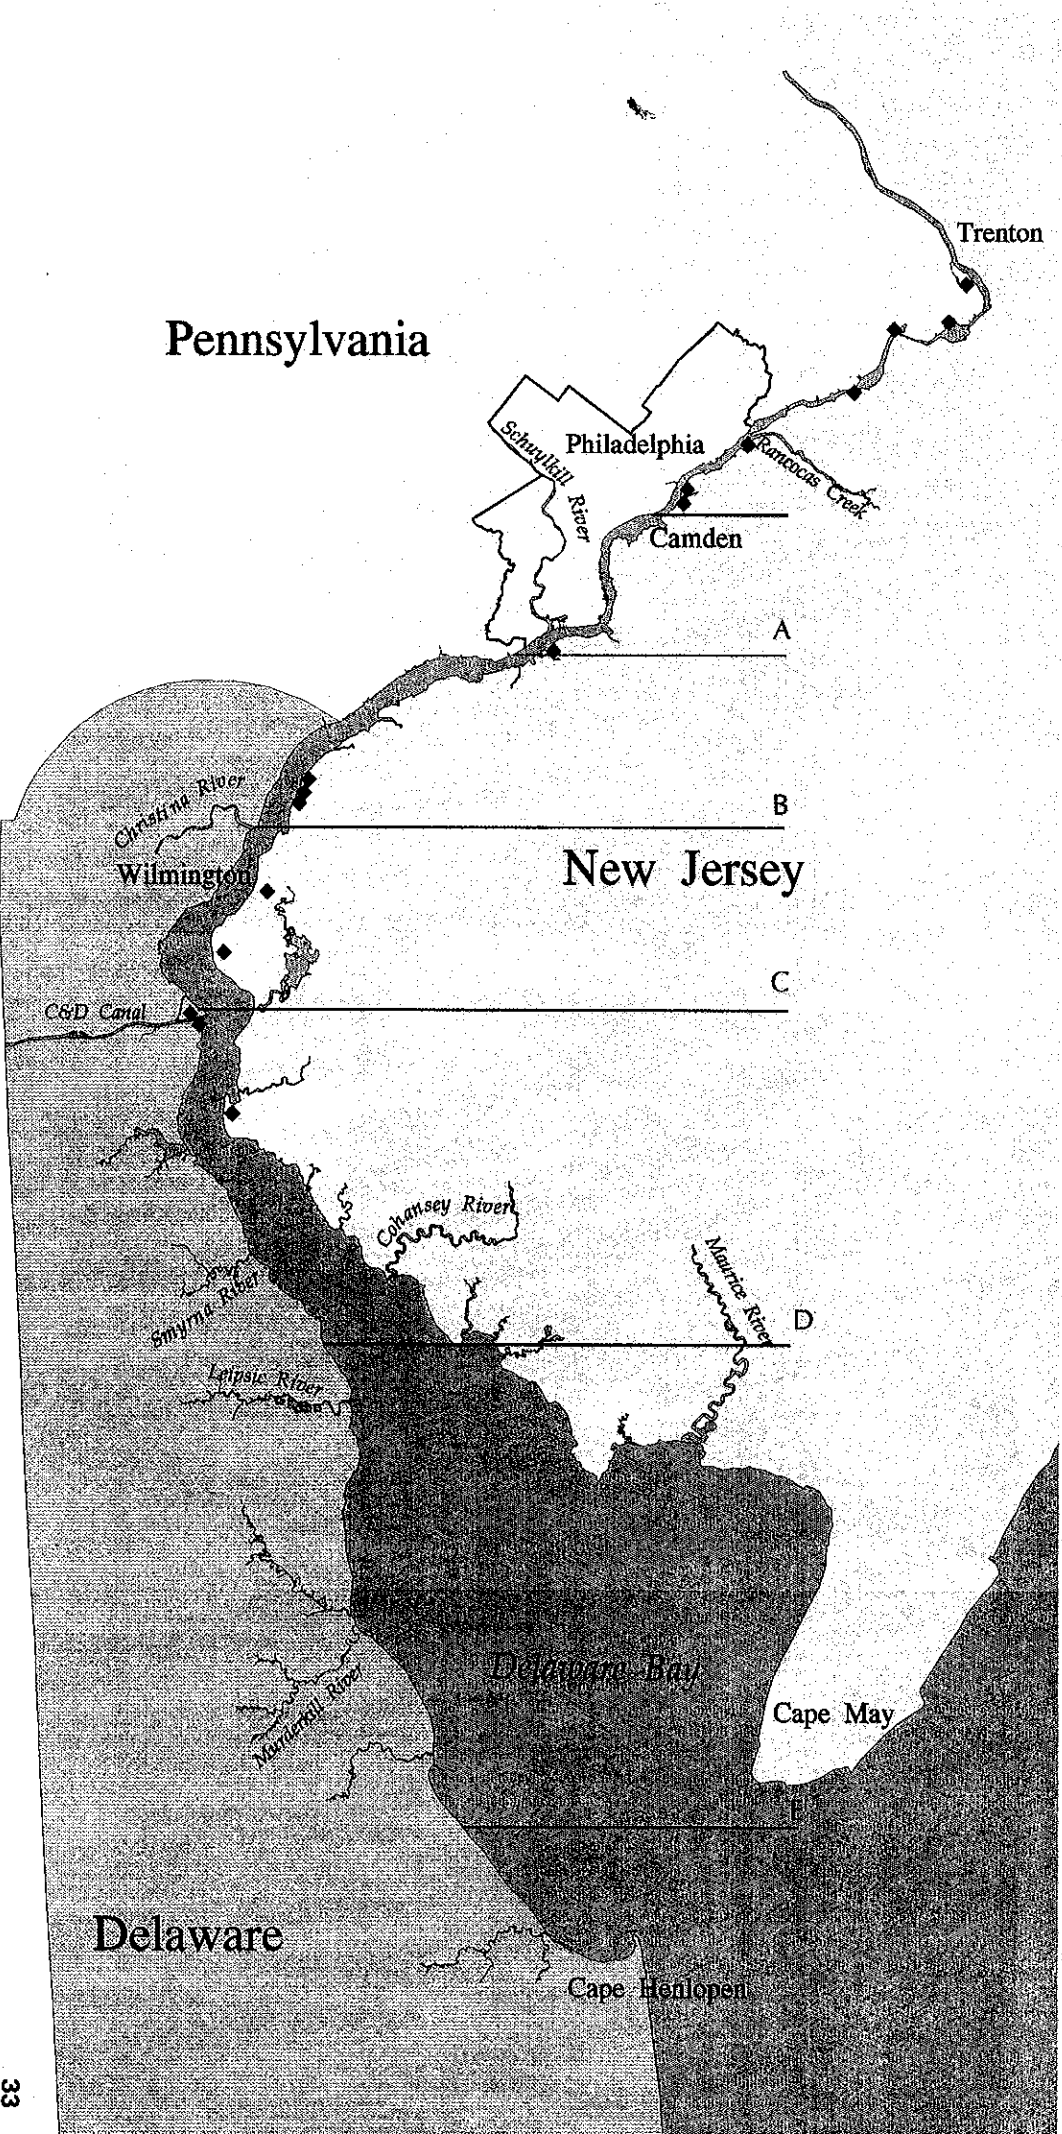 Trenton
Pennsylvania
Schuylkill River
Philadelphia
Rancocas Creek
Camden
A
Christina River
B
Wilmington
New Jersey
C
C&D Canal
Cohansey River
Maurice River
Smyrna River
D
Leipsic River
Delaware Bay
Murderkill River
Cape May
E
Delaware
Cape Henlopen
33